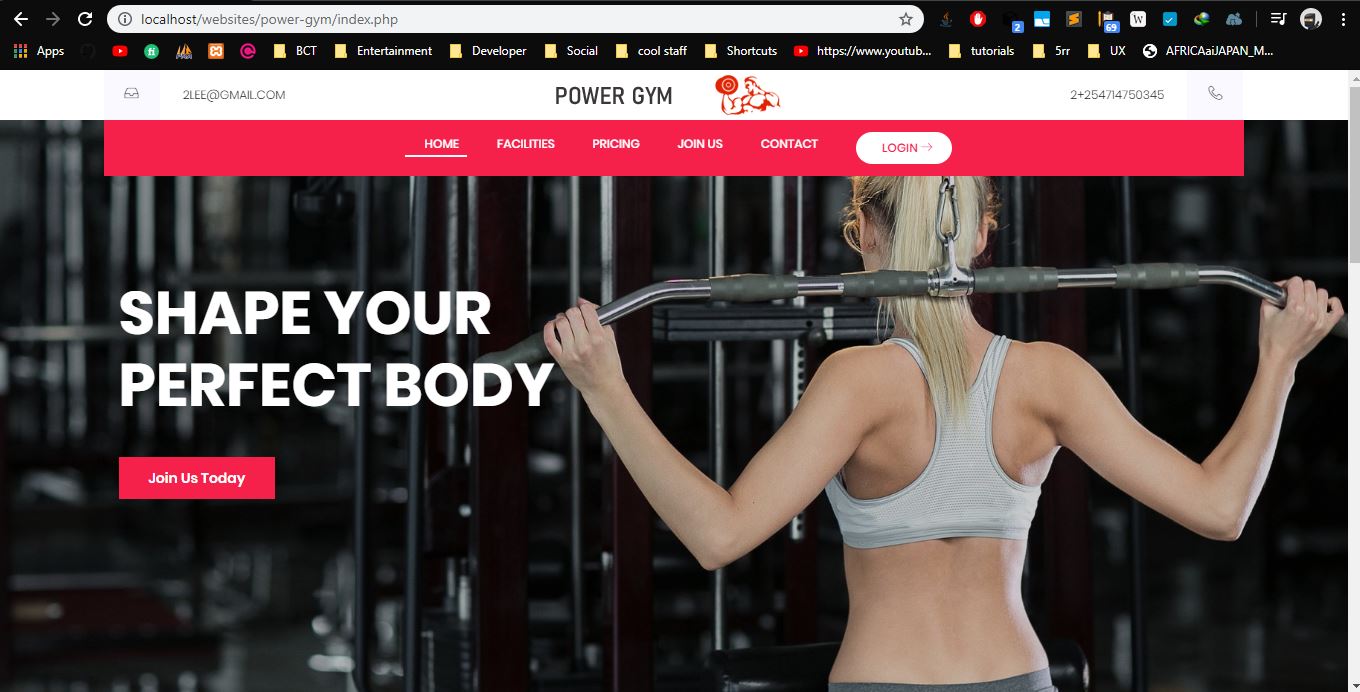 localhost/websites/power-gym/index.php
2
69
W
Apps
BCT
Entertainment
Developer
Social
cool staff
Shortcuts
https://www.youtub...
tutorials
5rr
UX
AFRICAaiJAPAN_M...
2LEE@GMAIL.COM
POWER GYM
2+254714750345
HOME
FACILITIES
PRICING
JOIN US
CONTACT
LOGIN
SHAPE YOUR
PERFECT BODY
Join Us Today